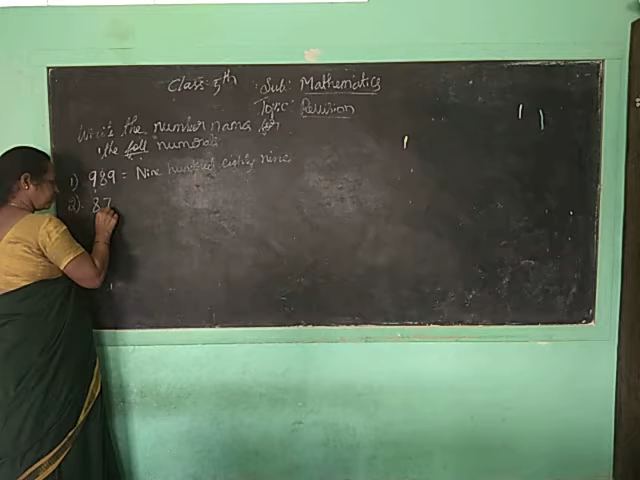 Class: 5th Sub: Mathematics
Topic: Revision
Write the number names for
the foll numerals
1) 989 = Nine hundred eighty nine
2) 87